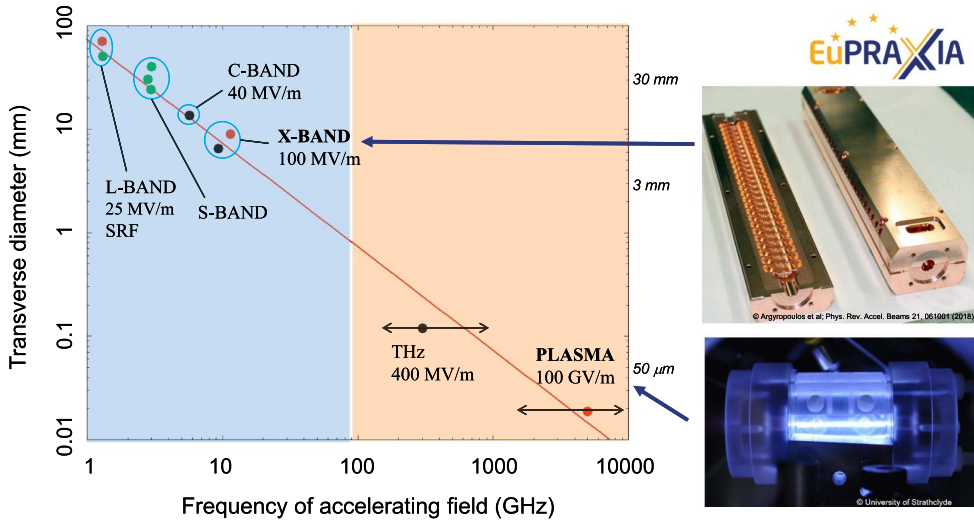 EuPRAXIA
Transverse diameter (mm)
100
10
1
0.1
0.01
C-BAND
40 MV/m
X-BAND
100 MV/m
L-BAND
25 MV/m
SRF
S-BAND
THz
400 MV/m
PLASMA
100 GV/m
30 mm
3 mm
50 μm
1
10
100
1000
10000
Frequency of accelerating field (GHz)
© Argyropoulos et al; Phys. Rev. Accel. Beams 21, 061001 (2018)
© University of Strathclyde